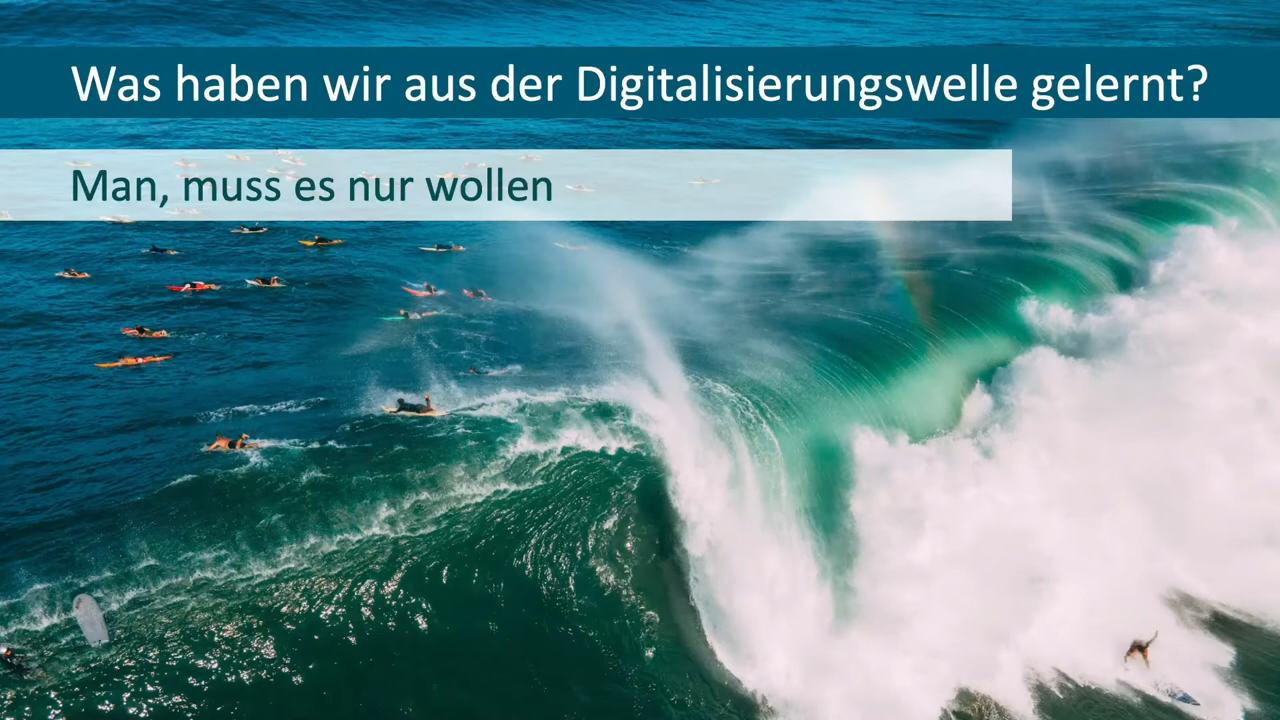 Was haben wir aus der Digitalisierungswelle gelernt?
Man, muss es nur wollen